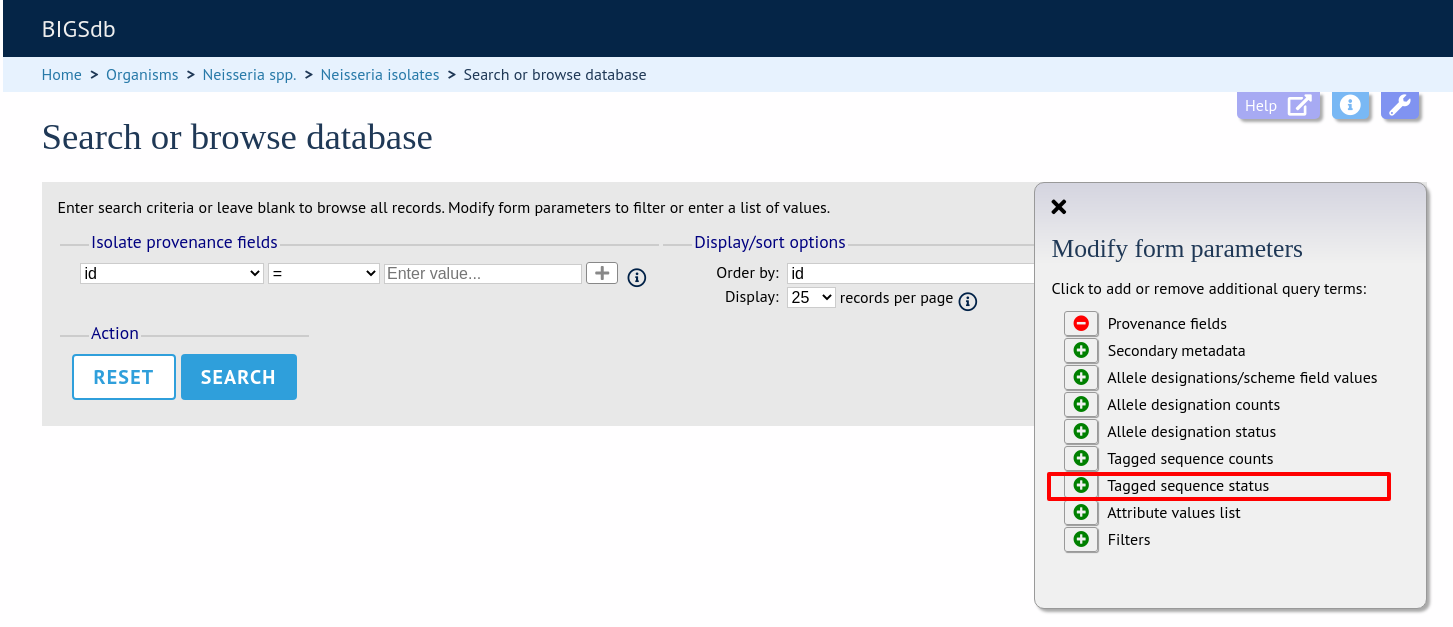 BIGSdb
Home > Organisms > Neisseria spp. > Neisseria isolates > Search or browse database
Help
Search or browse database
Enter search criteria or leave blank to browse all records. Modify form parameters to filter or enter a list of values.
Isolate provenance fields
id = Enter value... +
Display/sort options
Order by: id
Display: 25 records per page
Action
RESET SEARCH
Modify form parameters
Click to add or remove additional query terms:
Provenance fields
Secondary metadata
Allele designations/scheme field values
Allele designation counts
Allele designation status
Tagged sequence counts
Tagged sequence status
Attribute values list
Filters